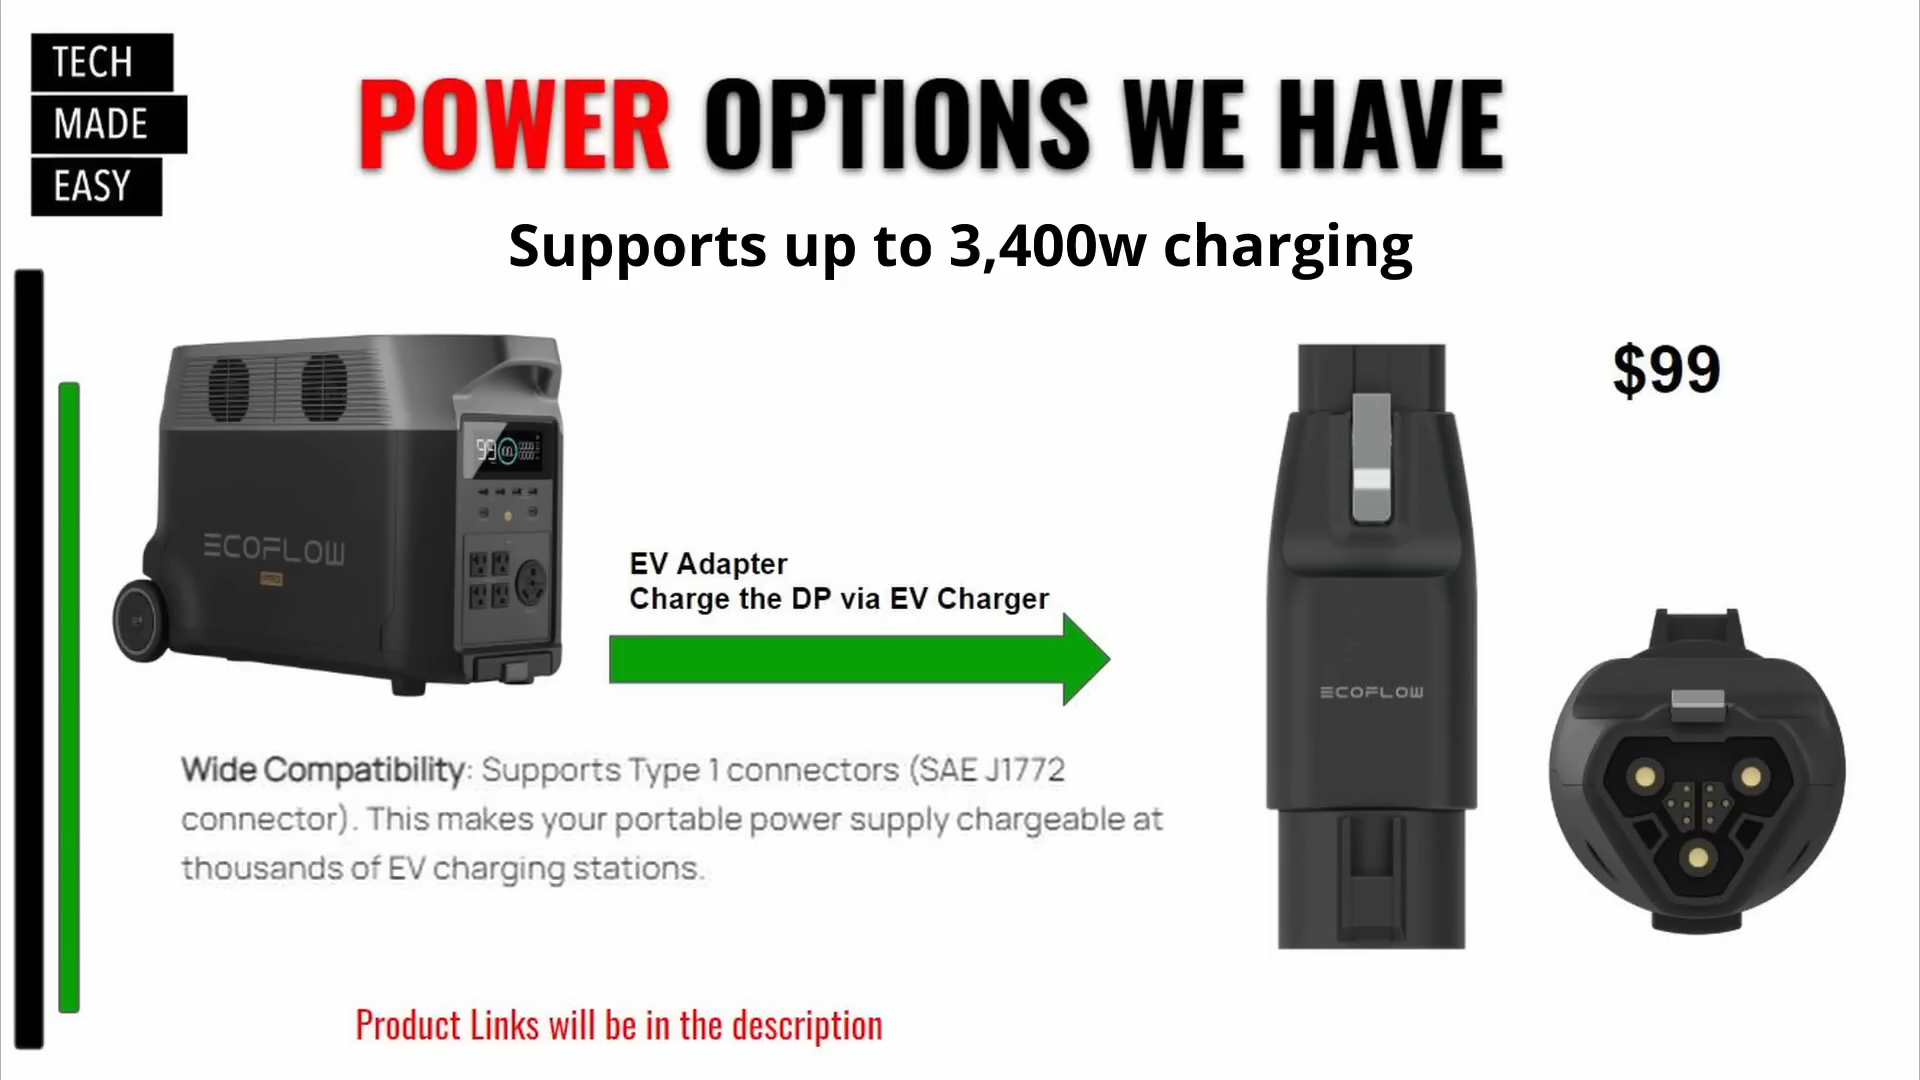 TECH
MADE
EASY
POWER OPTIONS WE HAVE
Supports up to 3,400w charging
$99
99
ECOFLOW
PRO
EV Adapter
Charge the DP via EV Charger
ECOFLOW
Wide Compatibility: Supports Type 1 connectors (SAE J1772
connector). This makes your portable power supply chargeable at
thousands of EV charging stations.
Product Links will be in the description